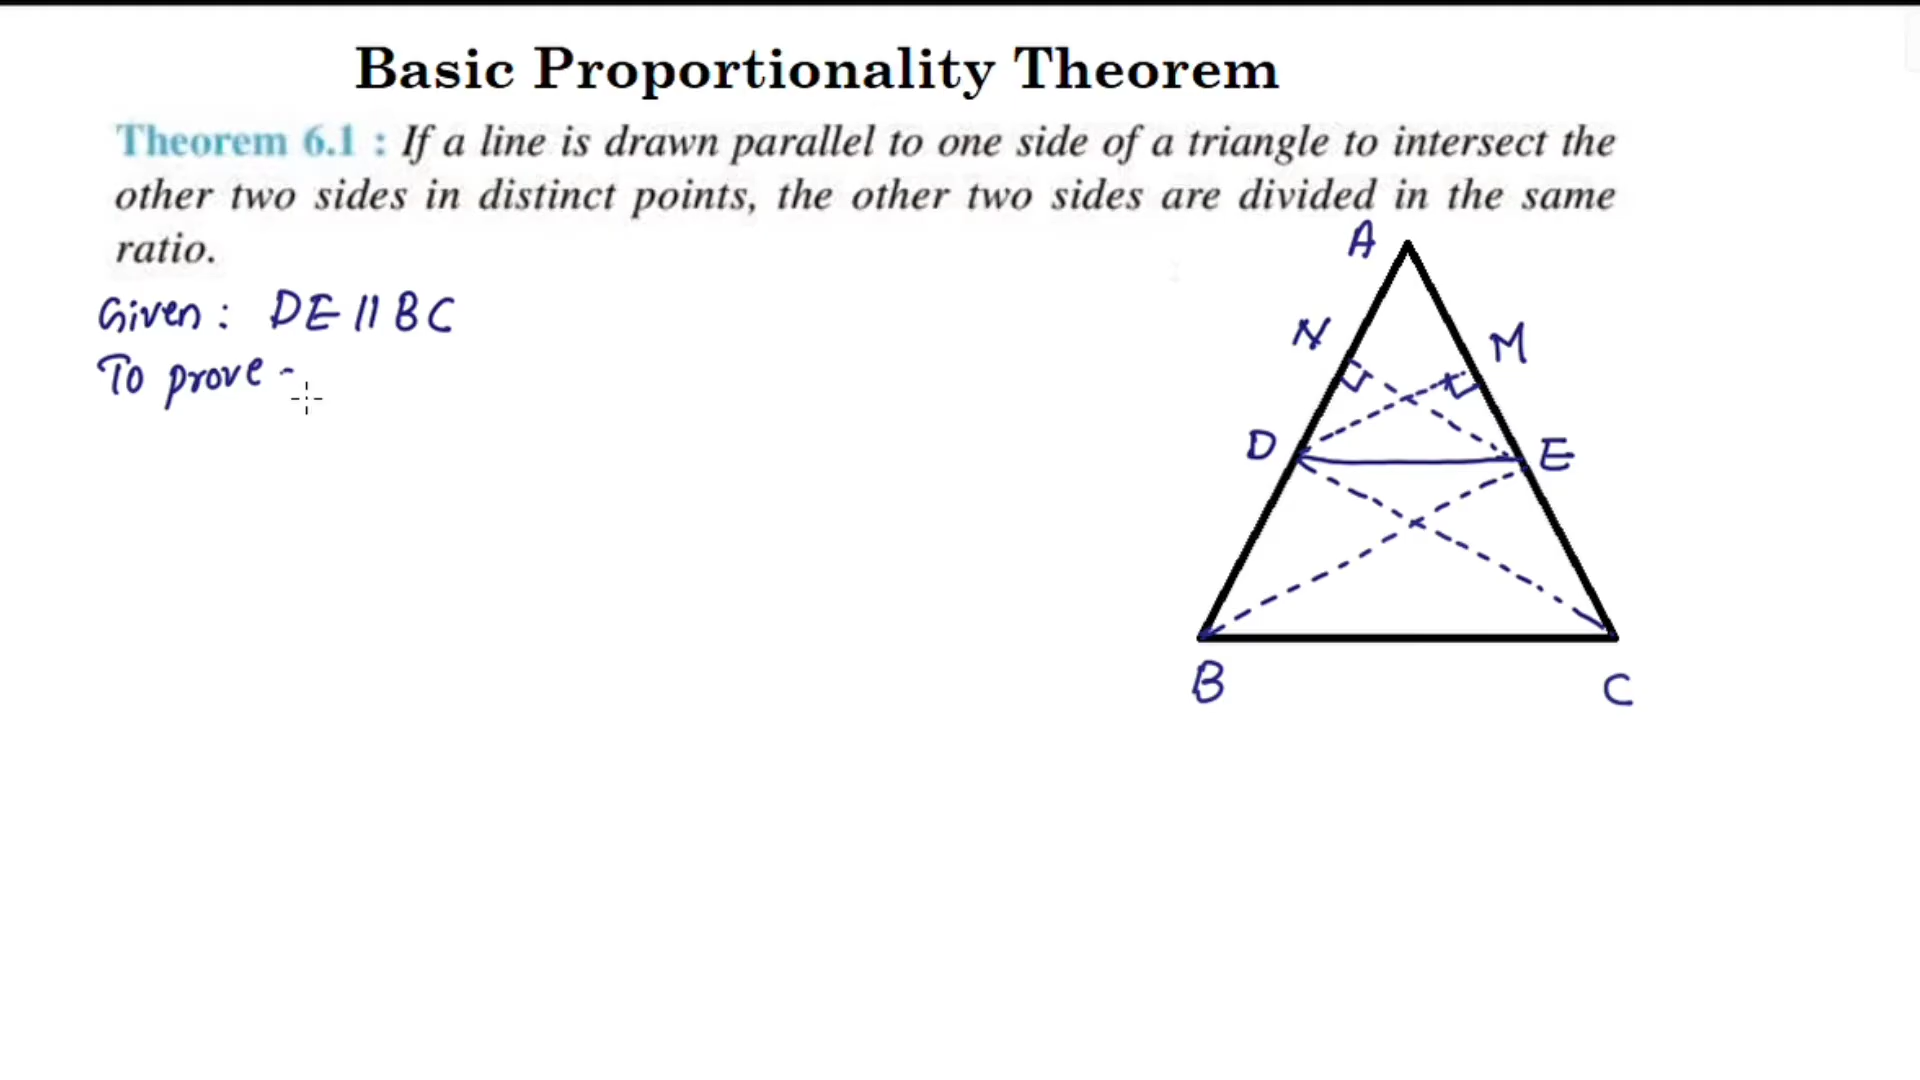 Basic Proportionality Theorem
Theorem 6.1 : If a line is drawn parallel to one side of a triangle to intersect the
other two sides in distinct points, the other two sides are divided in the same
ratio.
Given : DE || BC
To prove -
A
N
M
D
E
B
C